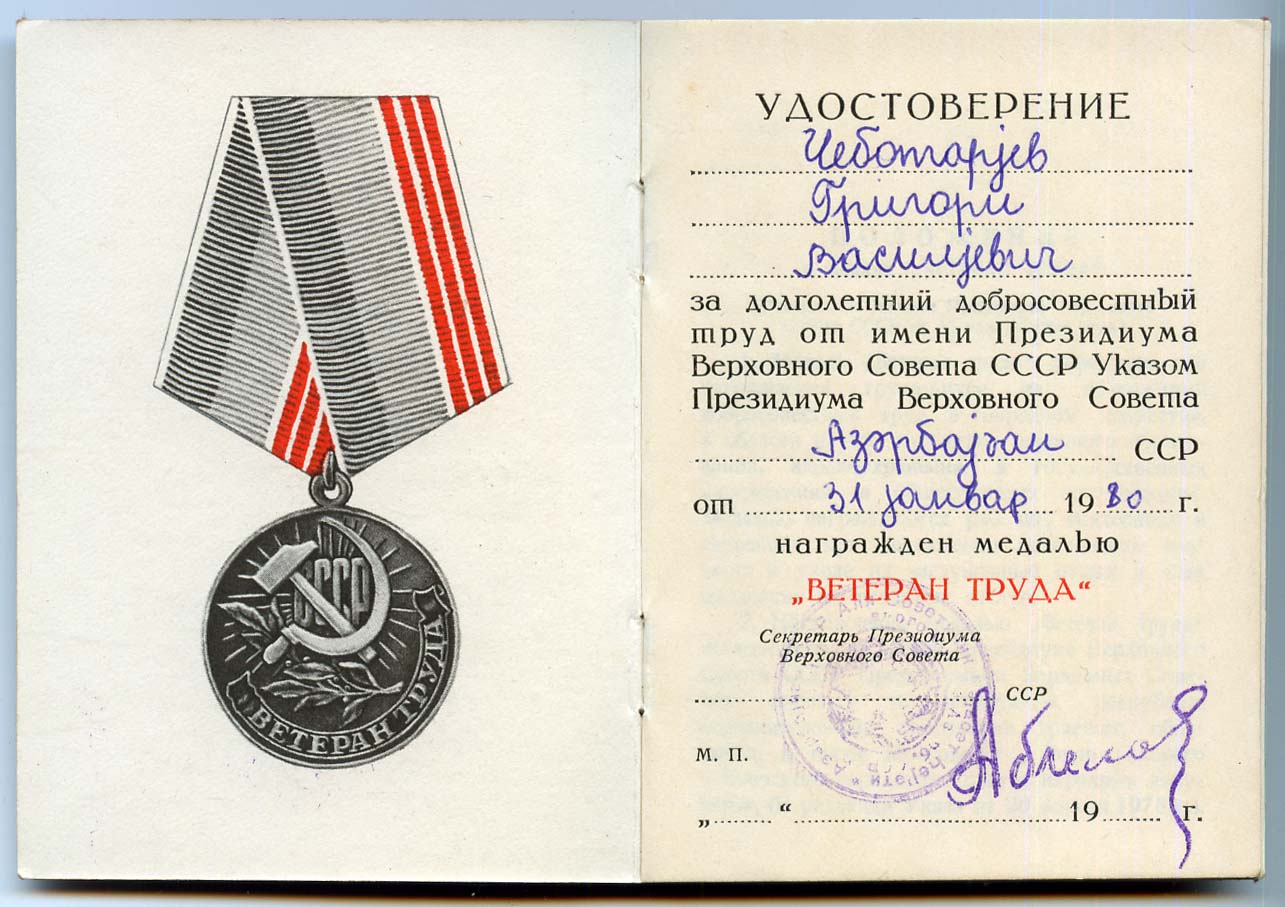 СССР
ВЕТЕРАН ТРУДА
УДОСТОВЕРЕНИЕ
Чеботарјев
Григори
Василјевич
за долголетний добросовестный
труд от имени Президиума
Верховного Совета СССР Указом
Президиума Верховного Совета
Азәрбајҹан ССР
от 31 јанвар 1980 г.
награжден медалью
„ВЕТЕРАН ТРУДА“
Секретарь Президиума
Верховного Совета
ССР
М. П.
„ “ 19 г.